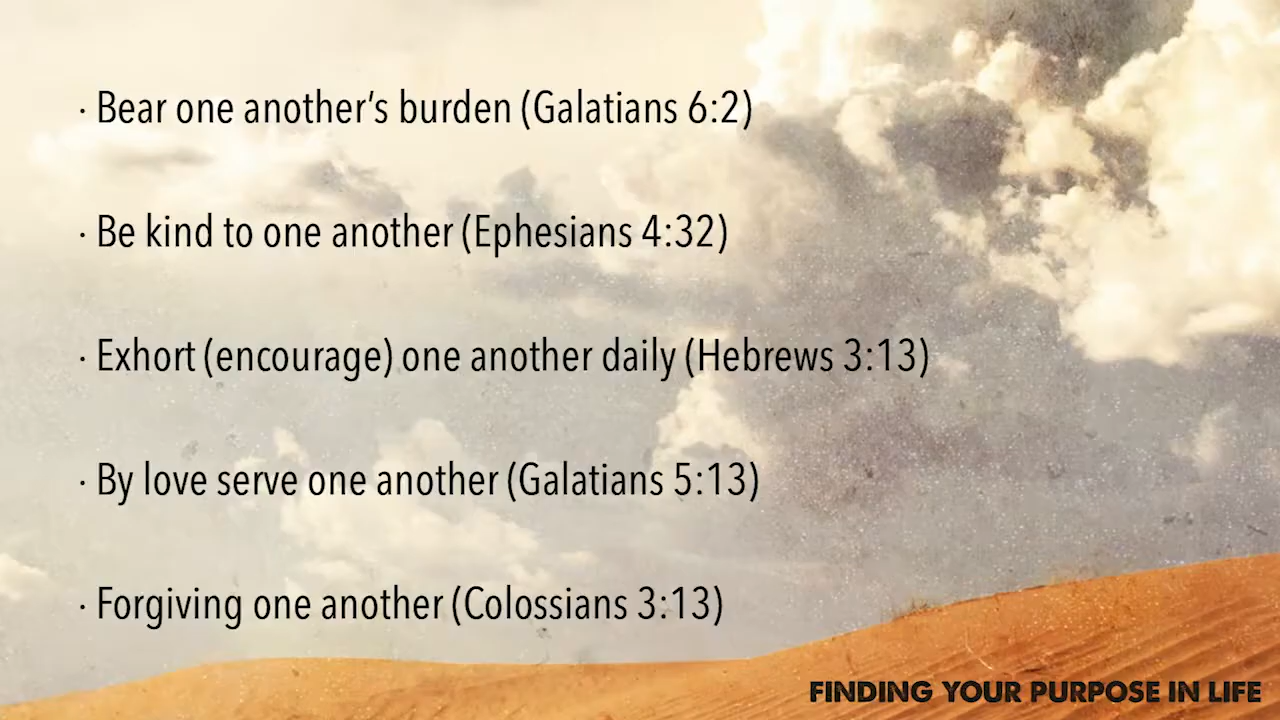 · Bear one another’s burden (Galatians 6:2)
· Be kind to one another (Ephesians 4:32)
· Exhort (encourage) one another daily (Hebrews 3:13)
· By love serve one another (Galatians 5:13)
· Forgiving one another (Colossians 3:13)
FINDING YOUR PURPOSE IN LIFE